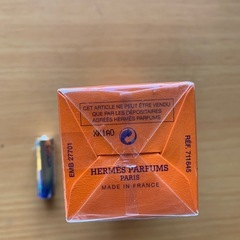 CET ARTICLE NE PEUT ÊTRE VENDU
QUE PAR LES DÉPOSITAIRES
AGRÉÉS HERMÈS PARFUMS
EMB 27701
RÉF. 711645
HERMÈS PARFUMS
PARIS
MADE IN FRANCE